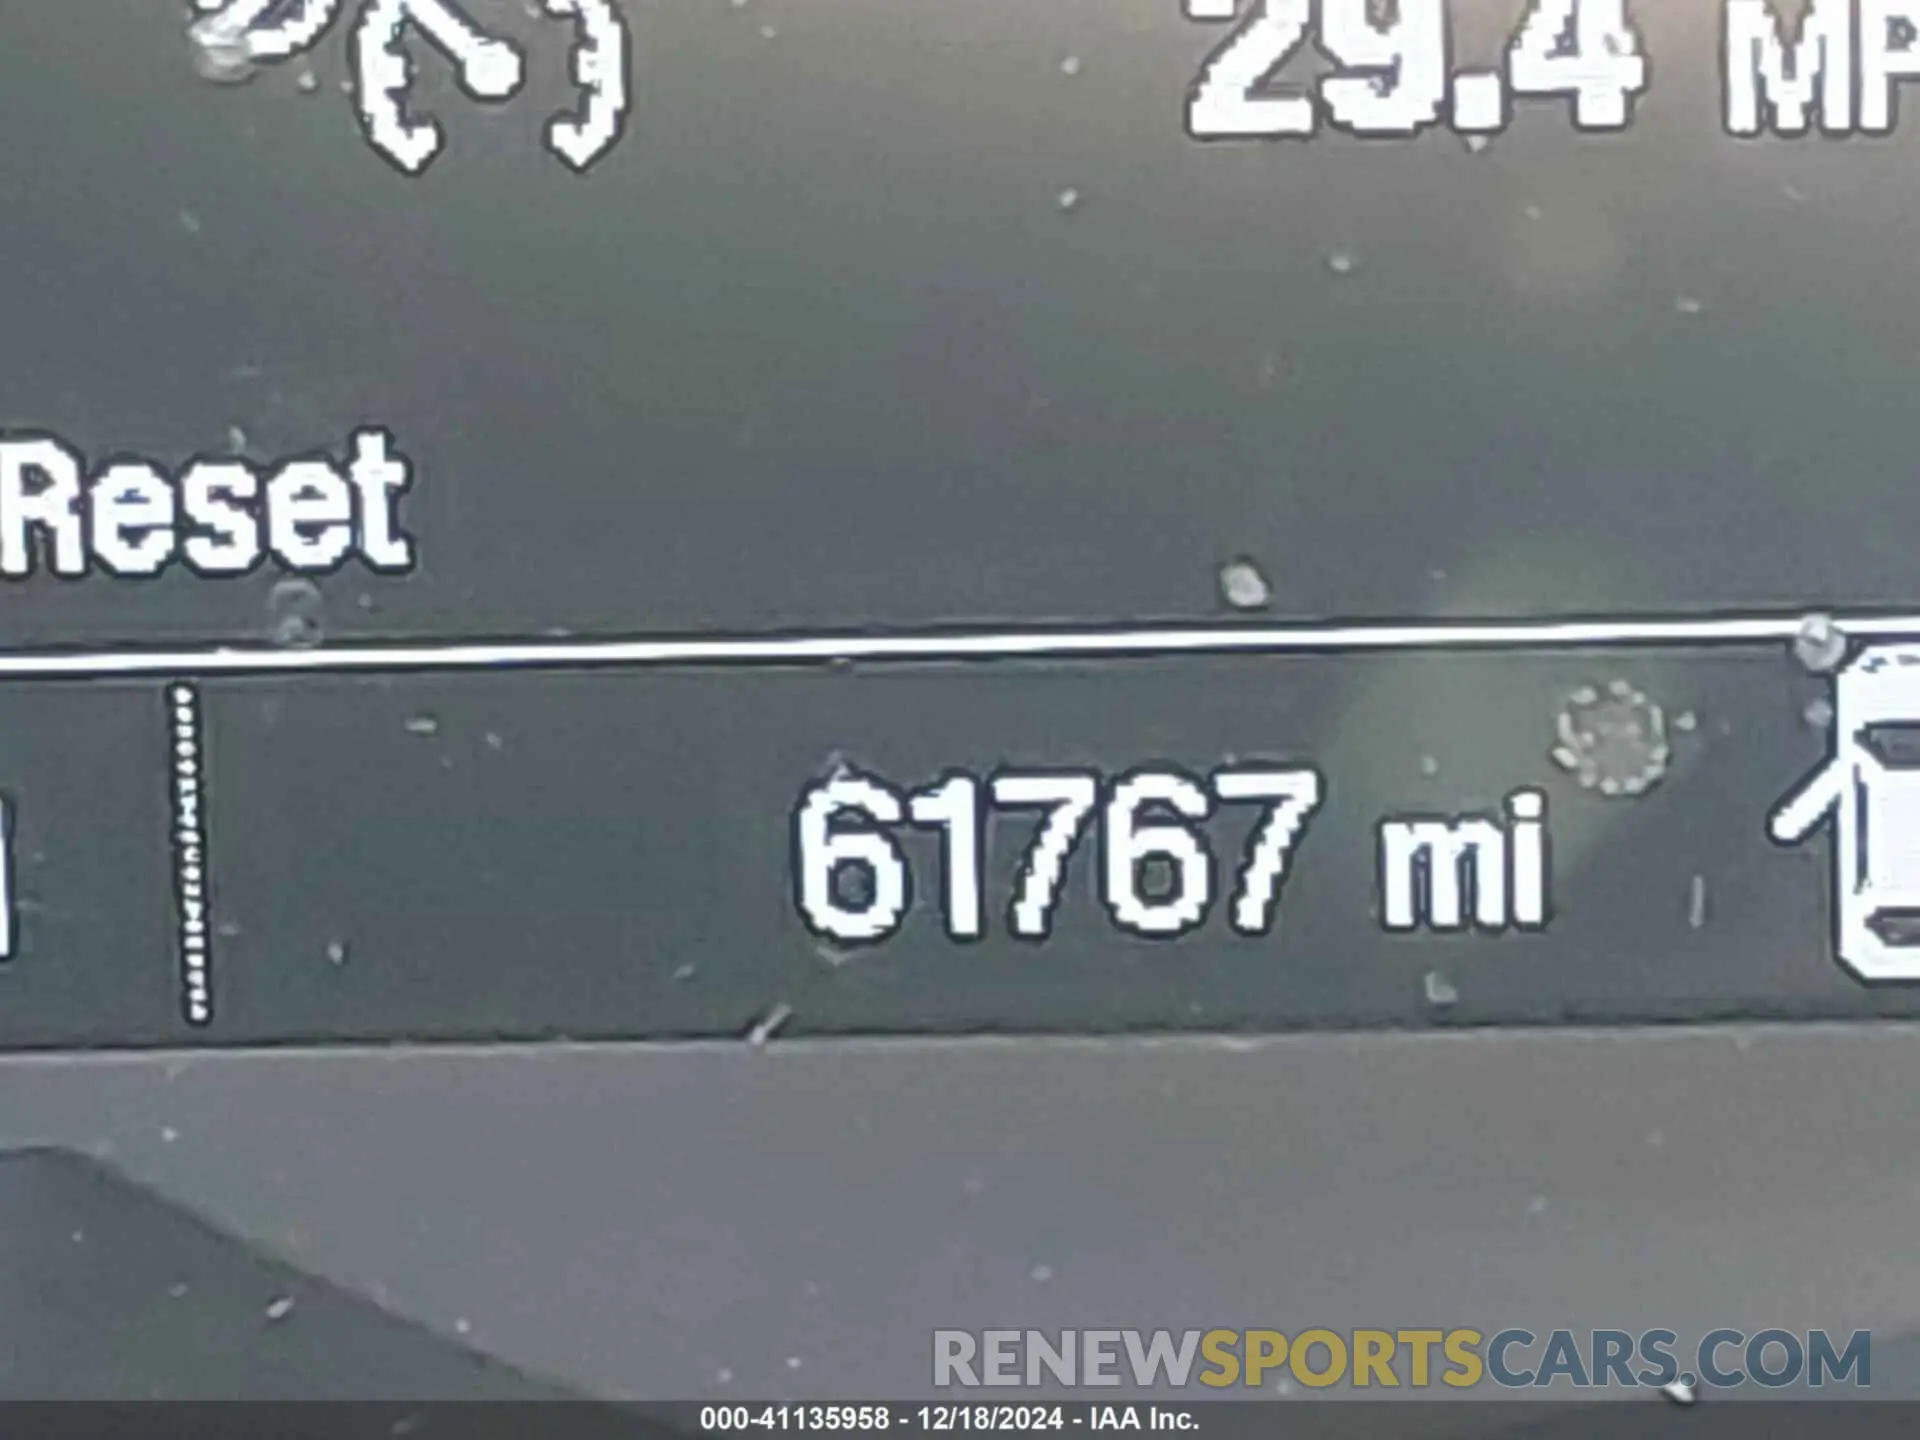 29.4 MP
Reset
61767 mi
RENEWSPORTSCARS.COM
000-41135958 - 12/18/2024 - IAA Inc.